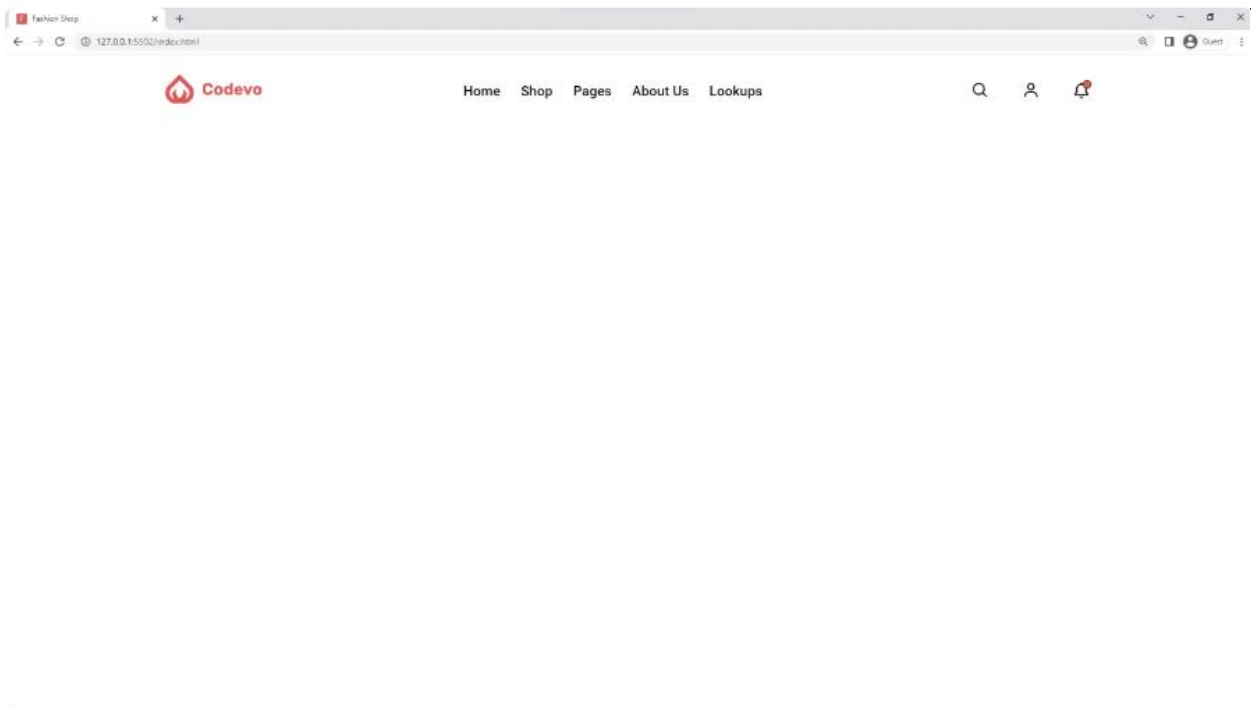 Fashion Shop
127.0.0.1:5502/index.html
Guest
Codevo
Home Shop Pages About Us Lookups